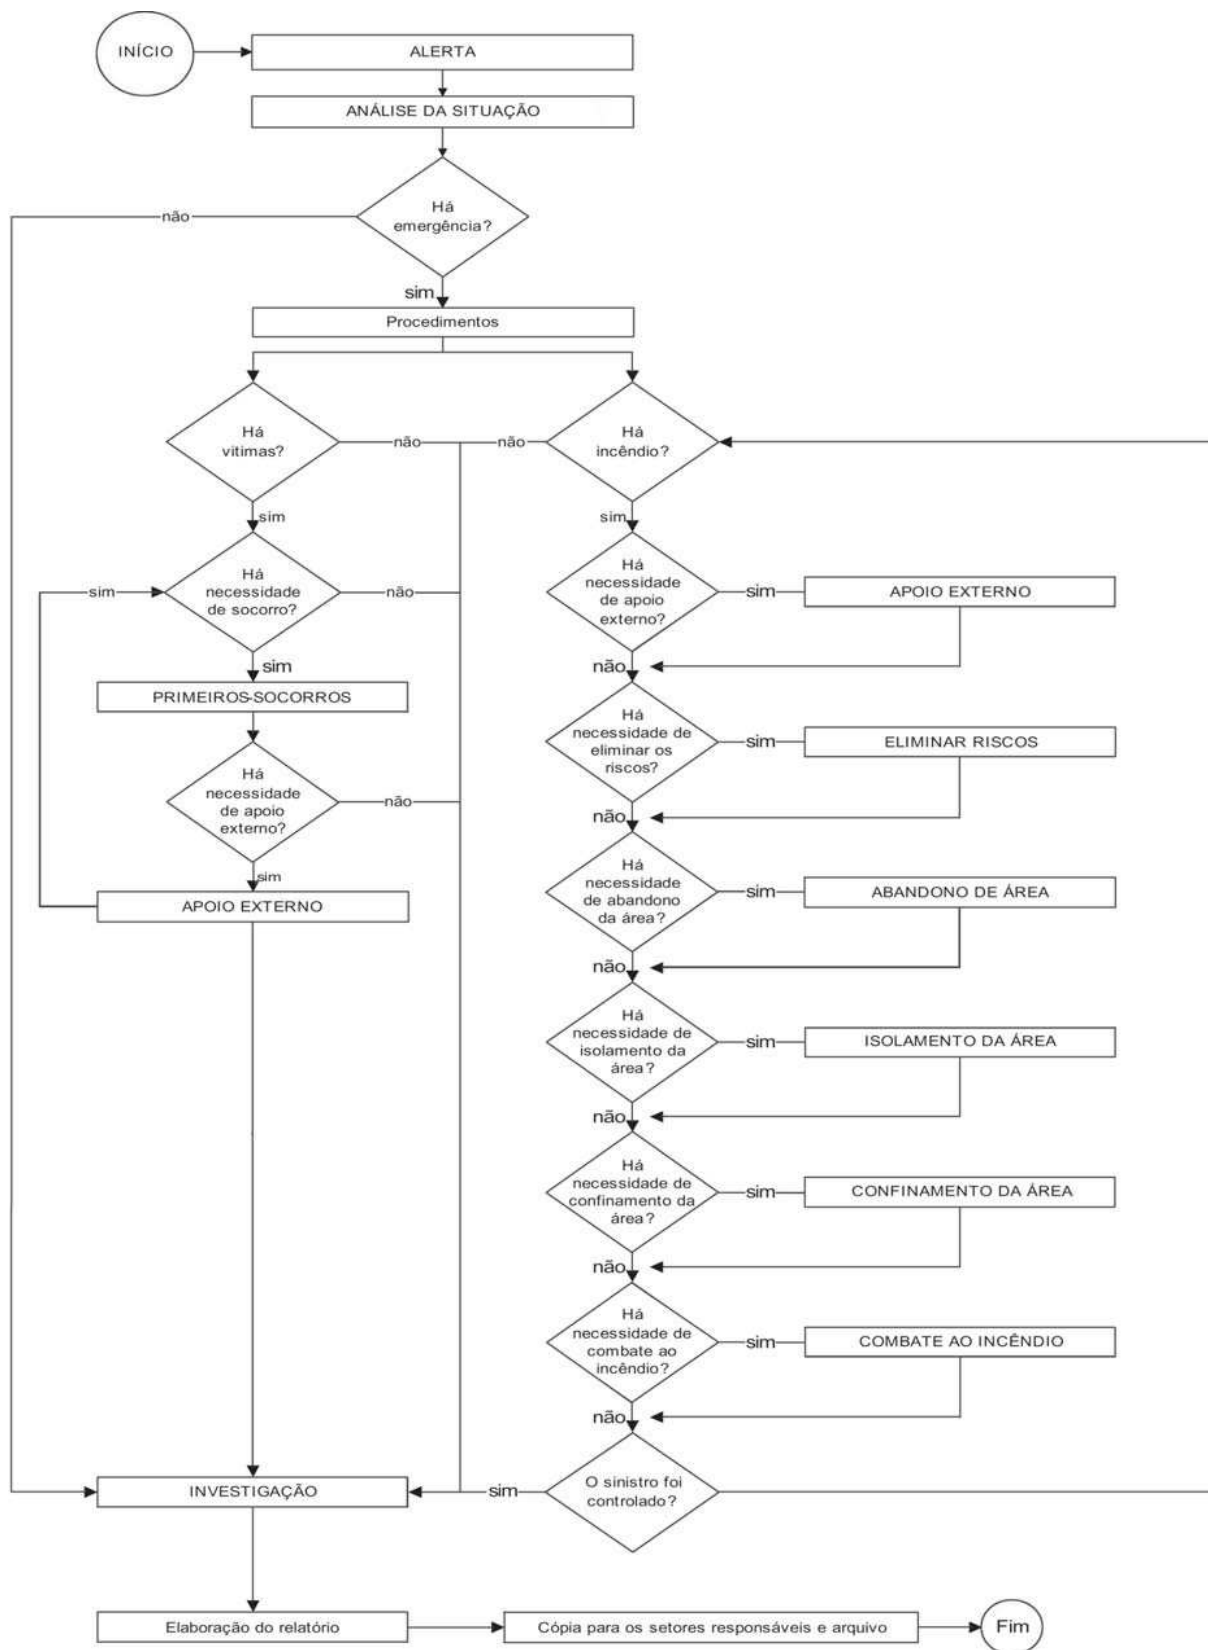 INÍCIO
ALERTA
ANÁLISE DA SITUAÇÃO
Há
emergência?
não
sim
Procedimentos
Há
vitimas?
não
não
Há
incêndio?
sim
sim
Há
necessidade
de socorro?
sim
não
Há
necessidade
de apoio
externo?
sim
APOIO EXTERNO
sim
não
PRIMEIROS-SOCORROS
Há
necessidade de
eliminar os
riscos?
sim
ELIMINAR RISCOS
Há
necessidade
de apoio
externo?
não
não
sim
Há
necessidade
de abandono
da área?
sim
ABANDONO DE ÁREA
APOIO EXTERNO
não
Há
necessidade de
isolamento da
área?
sim
ISOLAMENTO DA ÁREA
não
Há
necessidade de
confinamento da
área?
sim
CONFINAMENTO DA ÁREA
não
Há
necessidade de
combate ao
incêndio?
sim
COMBATE AO INCÊNDIO
não
O sinistro foi
controlado?
sim
INVESTIGAÇÃO
Elaboração do relatório
Cópia para os setores responsáveis e arquivo
Fim